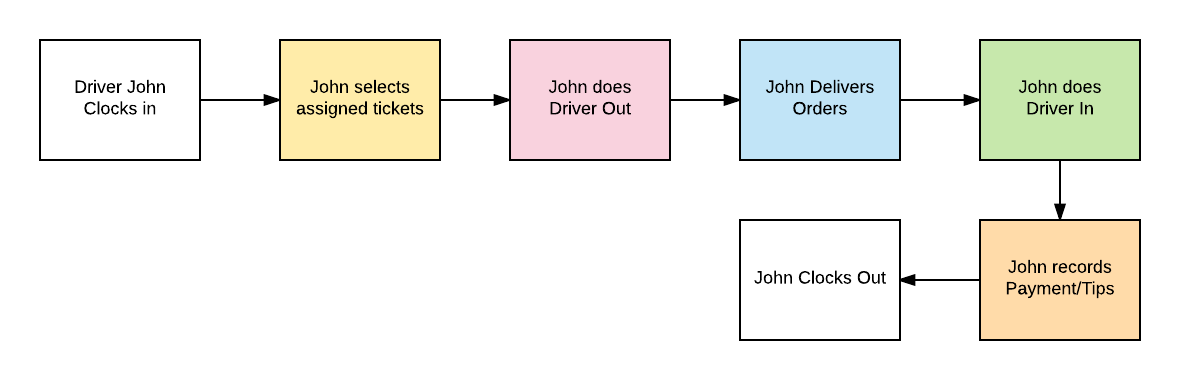 Driver John
Clocks in
John selects
assigned tickets
John does
Driver Out
John Delivers
Orders
John does
Driver In
John Clocks Out
John records
Payment/Tips